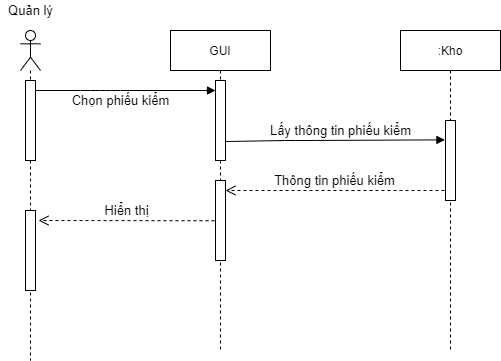 Quản lý
GUI
:Kho
Chọn phiếu kiểm
Lấy thông tin phiếu kiểm
Thông tin phiếu kiểm
Hiển thị